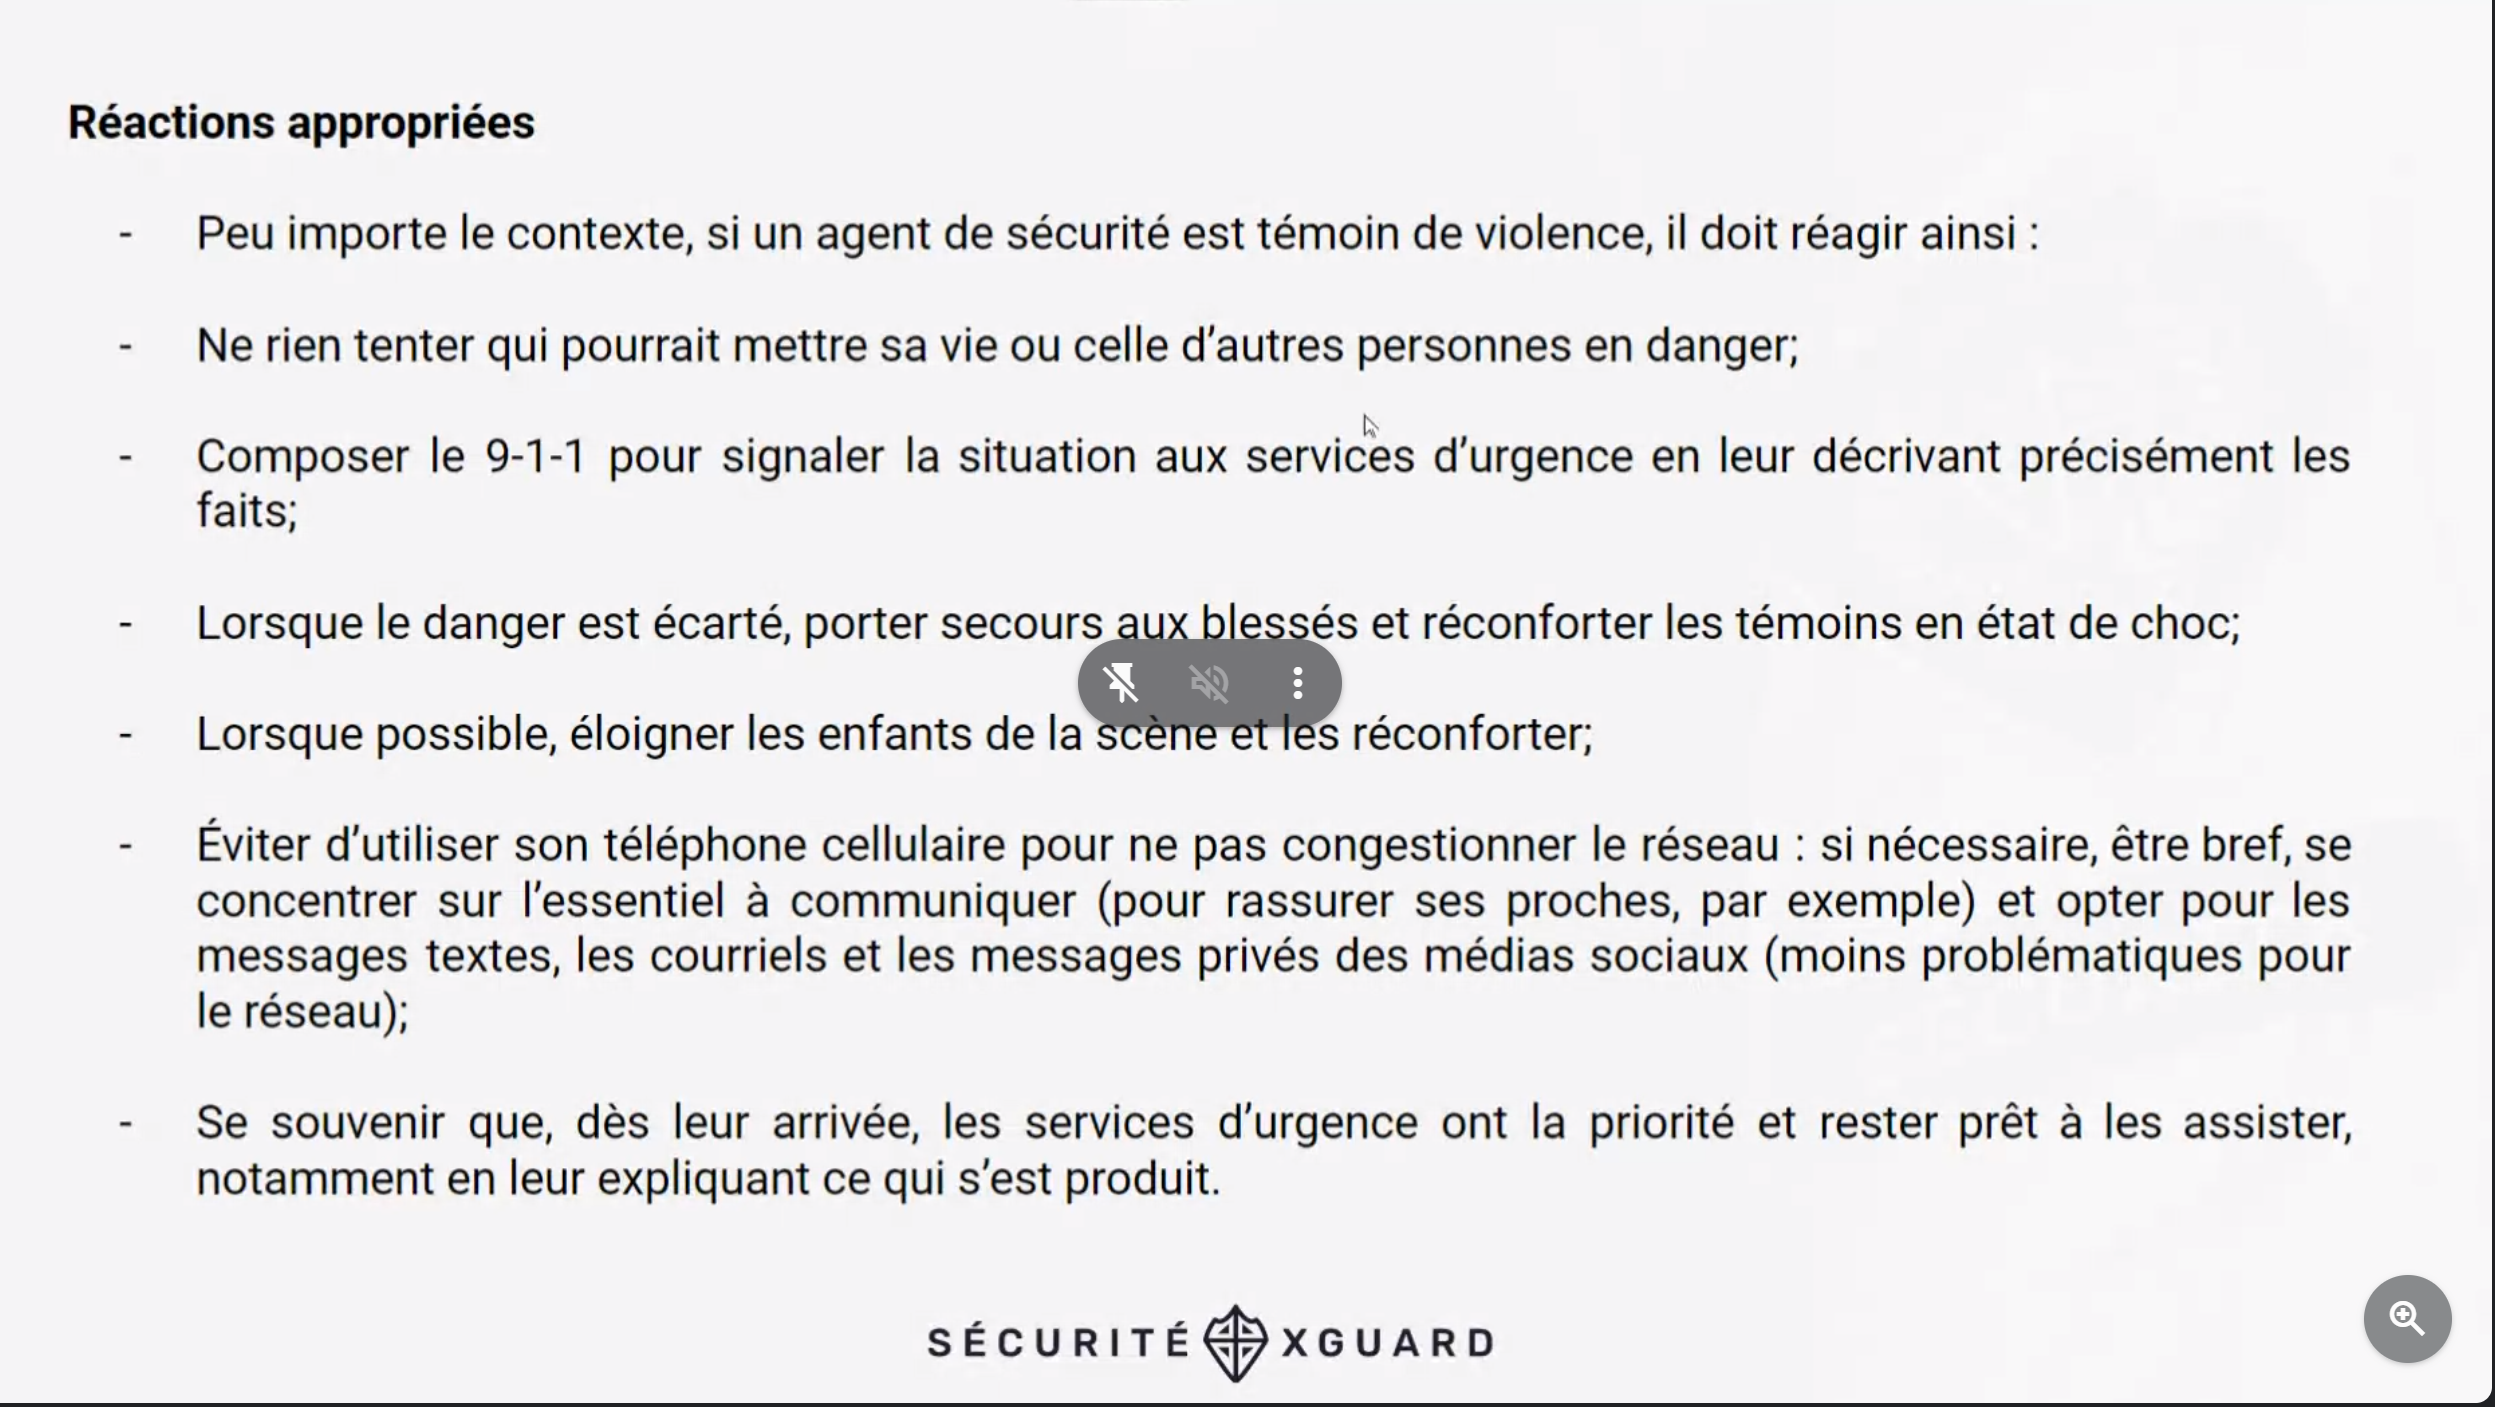 Réactions appropriées
- Peu importe le contexte, si un agent de sécurité est témoin de violence, il doit réagir ainsi :
- Ne rien tenter qui pourrait mettre sa vie ou celle d’autres personnes en danger;
- Composer le 9-1-1 pour signaler la situation aux services d’urgence en leur décrivant précisément les
faits;
- Lorsque le danger est écarté, porter secours aux blessés et réconforter les témoins en état de choc;
- Lorsque possible, éloigner les enfants de la scène et les réconforter;
- Éviter d’utiliser son téléphone cellulaire pour ne pas congestionner le réseau : si nécessaire, être bref, se
concentrer sur l’essentiel à communiquer (pour rassurer ses proches, par exemple) et opter pour les
messages textes, les courriels et les messages privés des médias sociaux (moins problématiques pour
le réseau);
- Se souvenir que, dès leur arrivée, les services d’urgence ont la priorité et rester prêt à les assister,
notamment en leur expliquant ce qui s’est produit.
SÉCURITÉ XGUARD